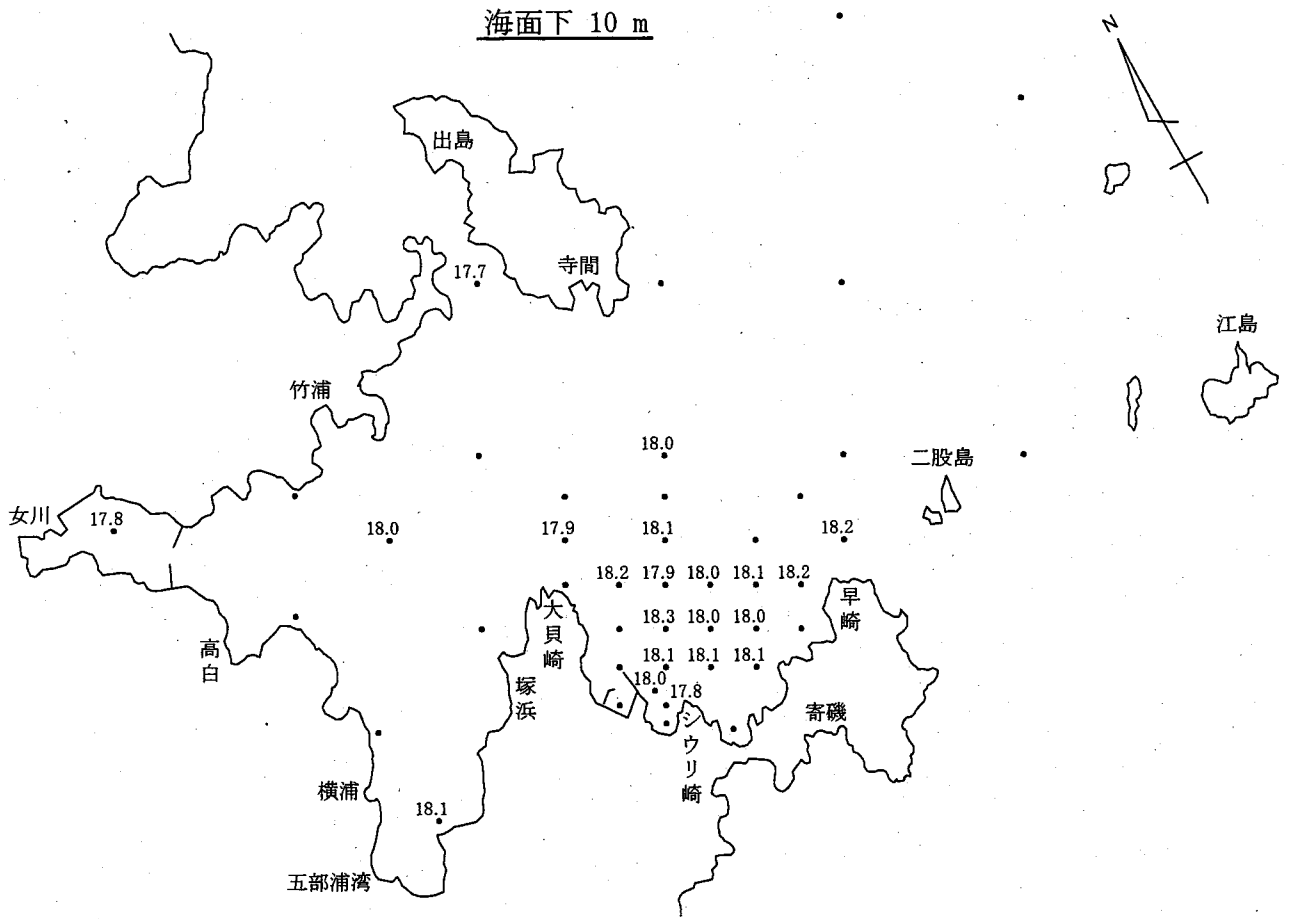 海面下 10 m
N
出島
寺間
17.7
江島
竹浦
18.0
二股島
女川
17.8
18.0
17.9
18.1
18.2
18.2
17.9
18.0
18.1
18.2
大貝崎
早崎
18.3
18.0
18.0
高白
18.1
18.1
18.1
塚浜
18.0
17.8
シウリ崎
寄磯
横浦
18.1
五部浦湾